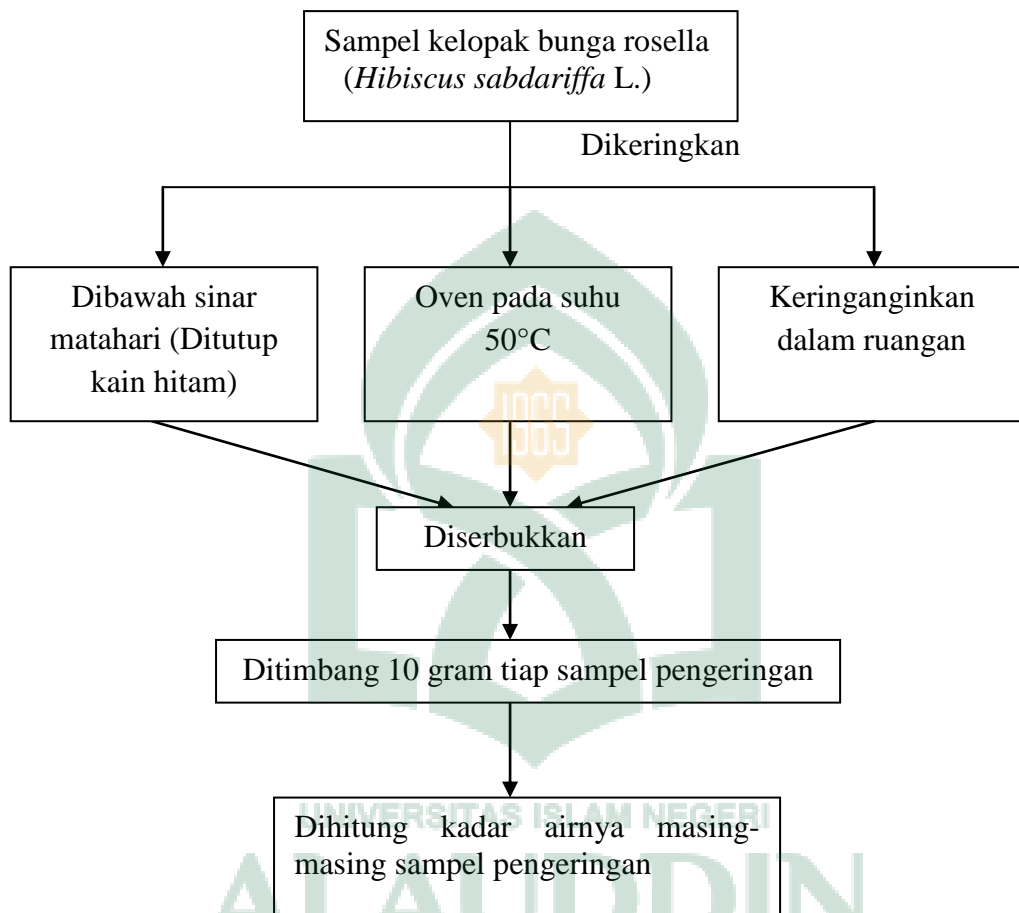 Sampel kelopak bunga rosella
(Hibiscus sabdariffa L.)
Dikeringkan
Dibawah sinar
matahari (Ditutup
kain hitam)
Oven pada suhu
50°C
Keringanginkan
dalam ruangan
1965
Diserbukkan
Ditimbang 10 gram tiap sampel pengeringan
UNIVERSITAS ISLAM NEGERI
Dihitung kadar airnya masing-
masing sampel pengeringan
ALAUDDIN